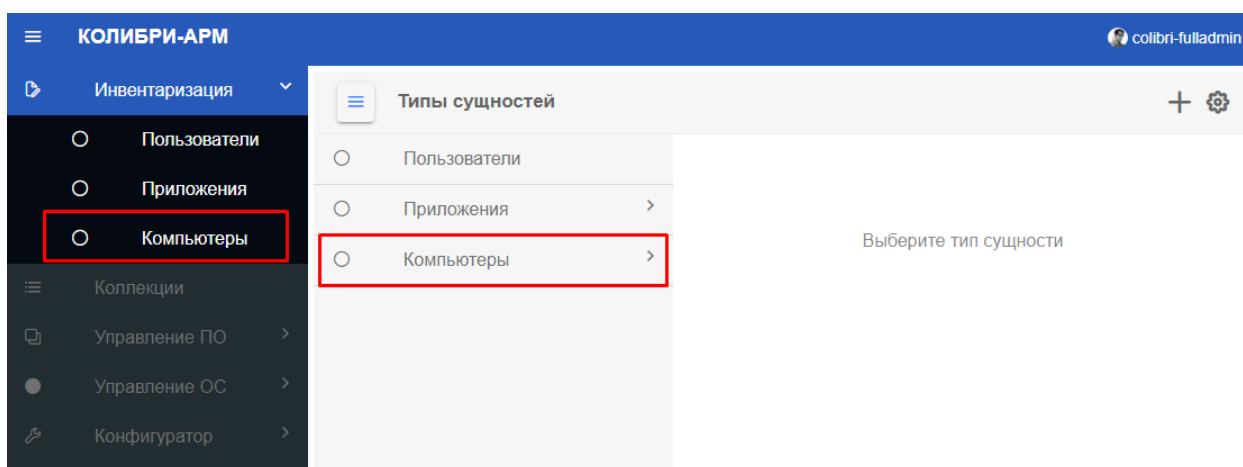 КОЛИБРИ-АРМ
colibri-fulladmin
Инвентаризация
Пользователи
Приложения
Компьютеры
Коллекции
Управление ПО
Управление ОС
Конфигуратор
Типы сущностей
Пользователи
Приложения
Компьютеры
Выберите тип сущности